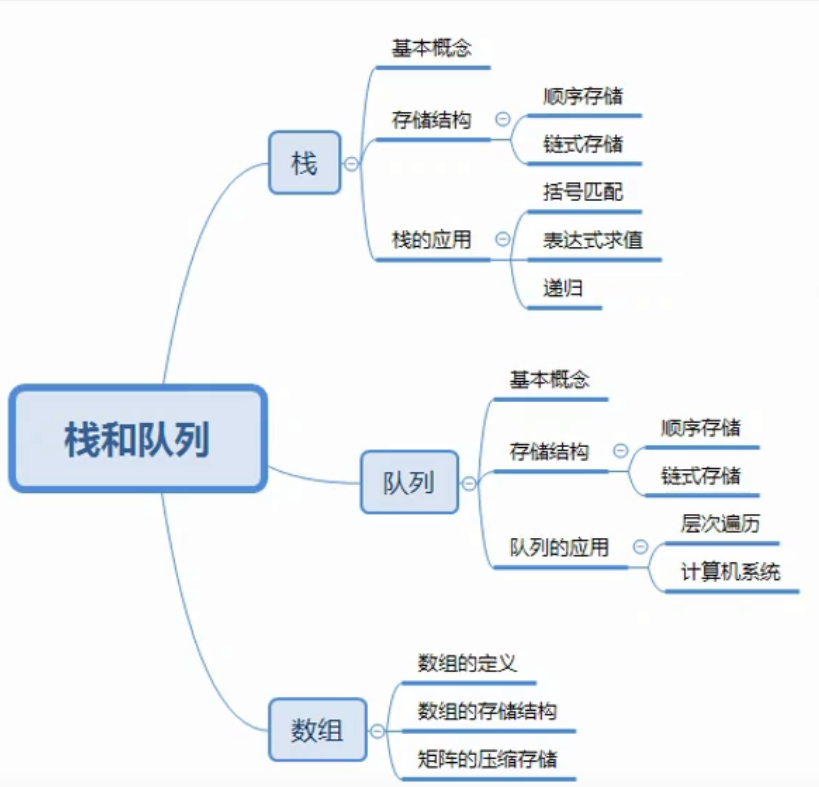 栈和队列
栈
基本概念
存储结构
顺序存储
链式存储
栈的应用
括号匹配
表达式求值
递归
队列
基本概念
存储结构
顺序存储
链式存储
队列的应用
层次遍历
计算机系统
数组
数组的定义
数组的存储结构
矩阵的压缩存储